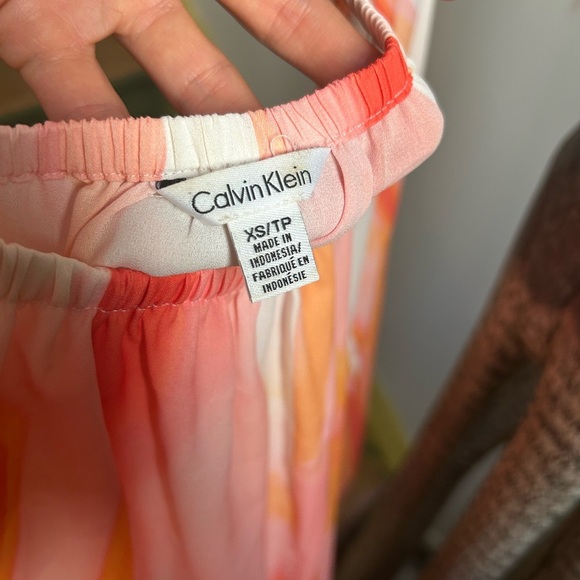 Calvin Klein
XS/TP
MADE IN
INDONESIA/
FABRIQUÉ EN
INDONÉSIE